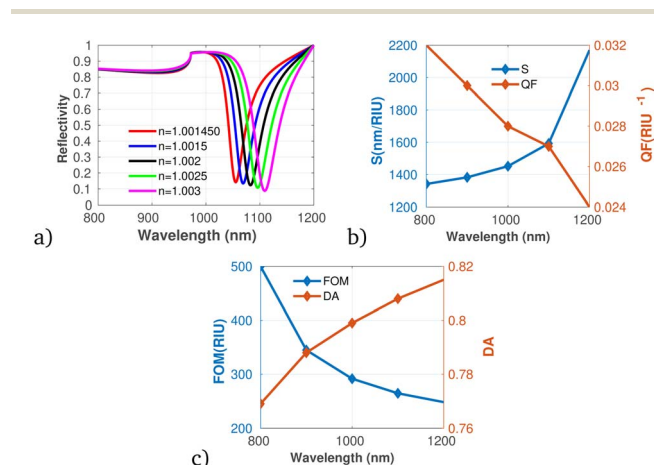 a)
Reflectivity
1
0.9
0.8
0.7
0.6
0.5
0.4
0.3
0.2
0.1
0
n=1.001450
n=1.0015
n=1.002
n=1.0025
n=1.003
800 900 1000 1100 1200
Wavelength (nm)
b)
S(nm/RIU)
2200
2000
1800
1600
1400
1200
S
QF
0.032
0.03
0.028
0.026
0.024
QF(RIU -1)
800 900 1000 1100 1200
Wavelength (nm)
c)
FOM(RIU)
500
400
300
200
FOM
DA
0.82
0.8
0.78
0.76
DA
800 1000 1200
Wavelength (nm)